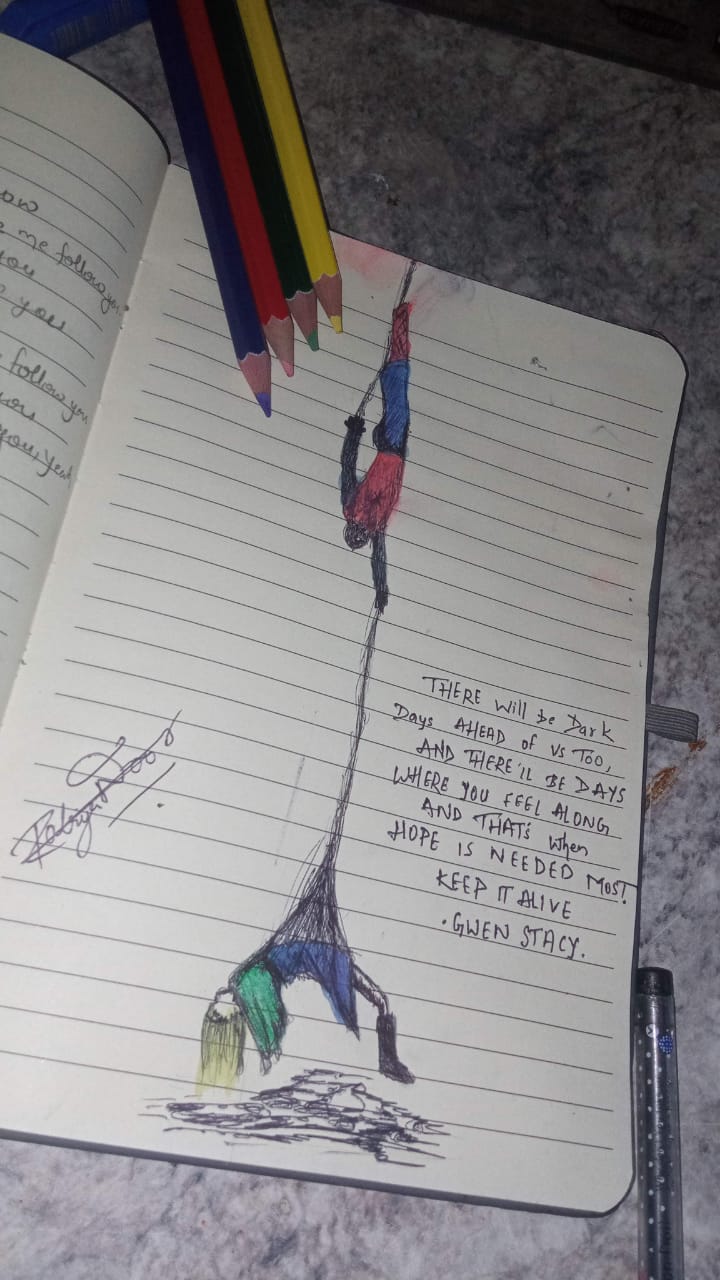 ow
me follow you
you
you
follow you
you
you, yeah
THERE Will be Dark
Days AHEAD of us Too,
AND THERE'll BE DAYS
WHERE YOU FEEL ALONG
AND THAT'S When
HOPE IS NEEDED MOST
KEEP IT ALIVE
·GWEN STACY.